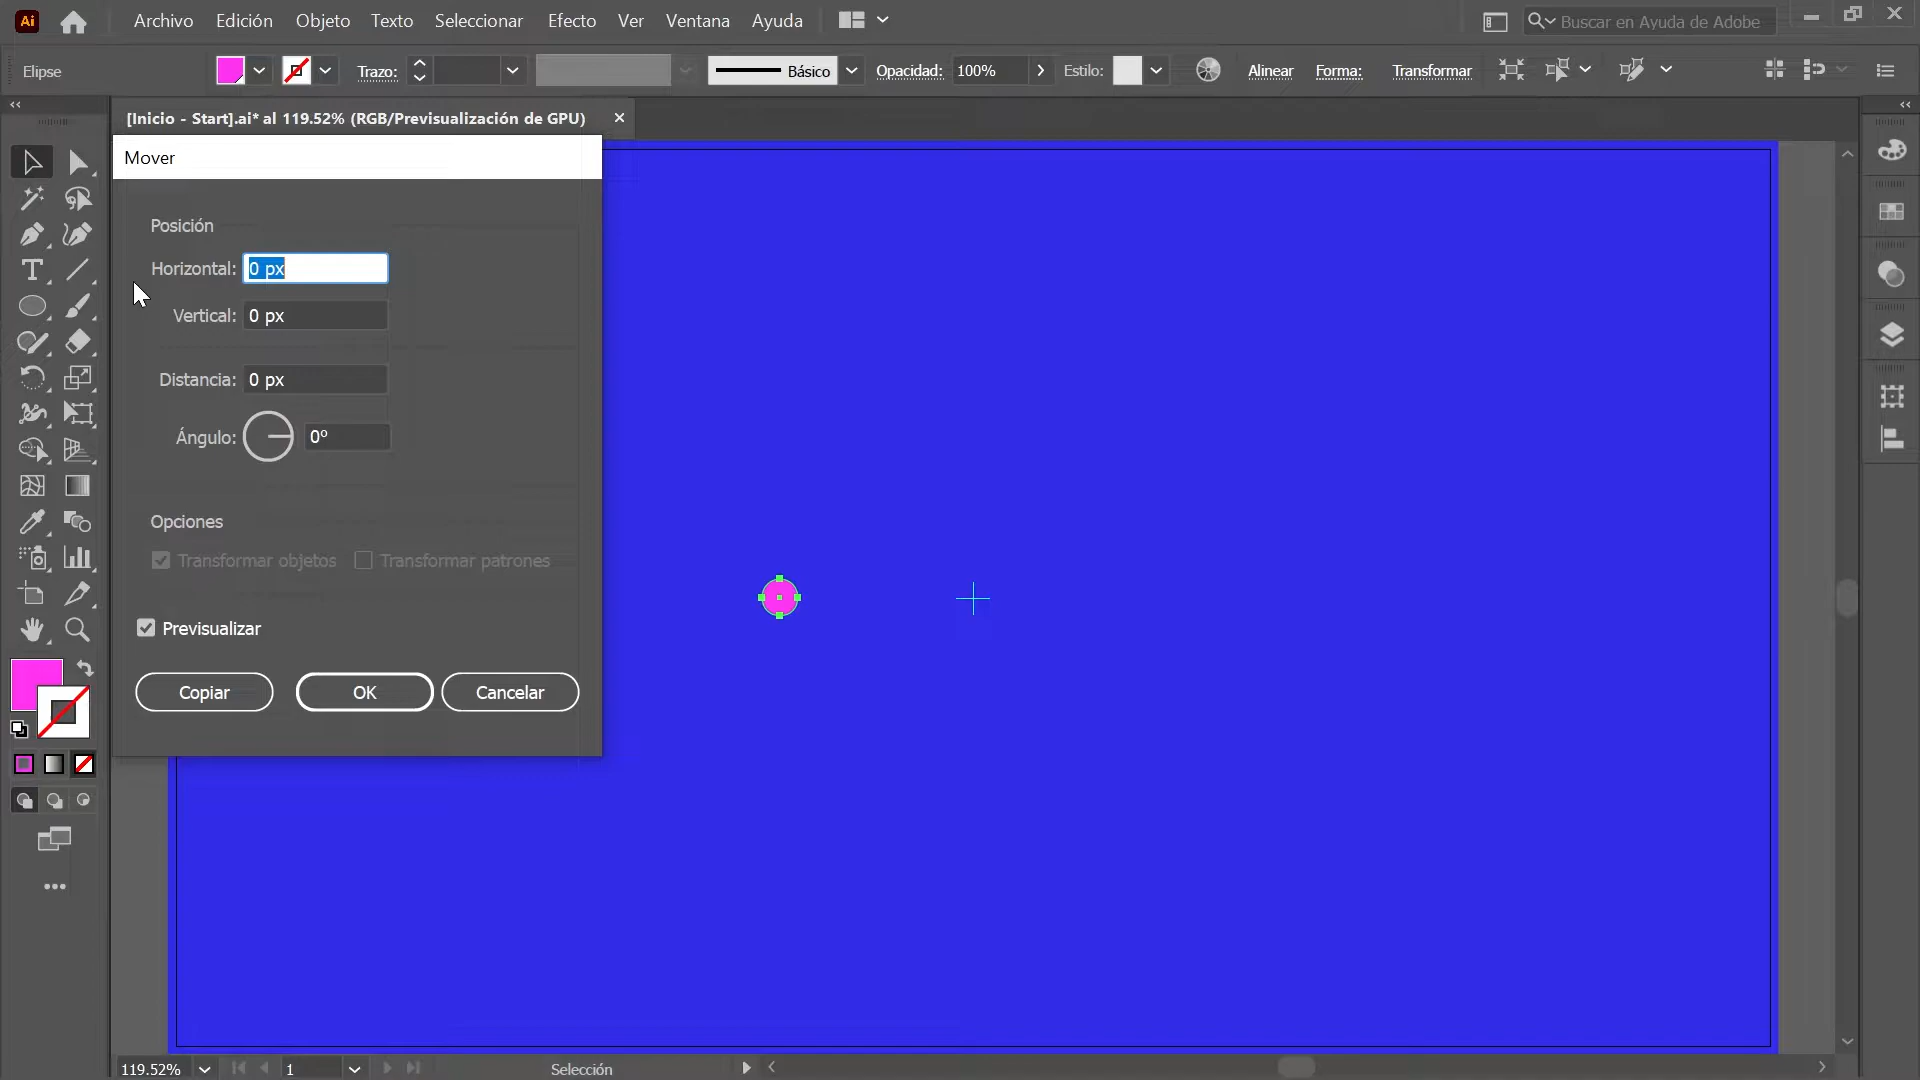 Ai
Archivo Edición Objeto Texto Seleccionar Efecto Ver Ventana Ayuda
Buscar en Ayuda de Adobe
Elipse
Trazo:
Básico
Opacidad: 100%
Estilo:
Alinear Forma: Transformar
[Inicio - Start].ai* al 119.52% (RGB/Previsualización de GPU)
Mover
Posición
Horizontal: 0 px
Vertical: 0 px
Distancia: 0 px
Ángulo: 0°
Opciones
Transformar objetos Transformar patrones
Previsualizar
Copiar OK Cancelar
119.52% 1 Selección